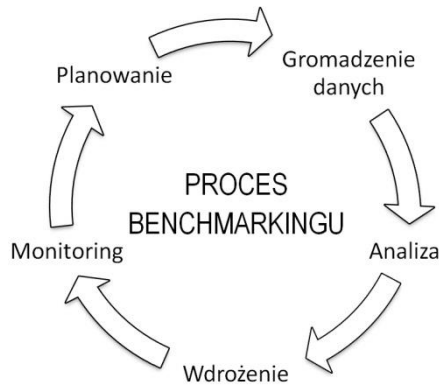 Planowanie
Gromadzenie
danych
PROCES
BENCHMARKINGU
Monitoring
Analiza
Wdrożenie